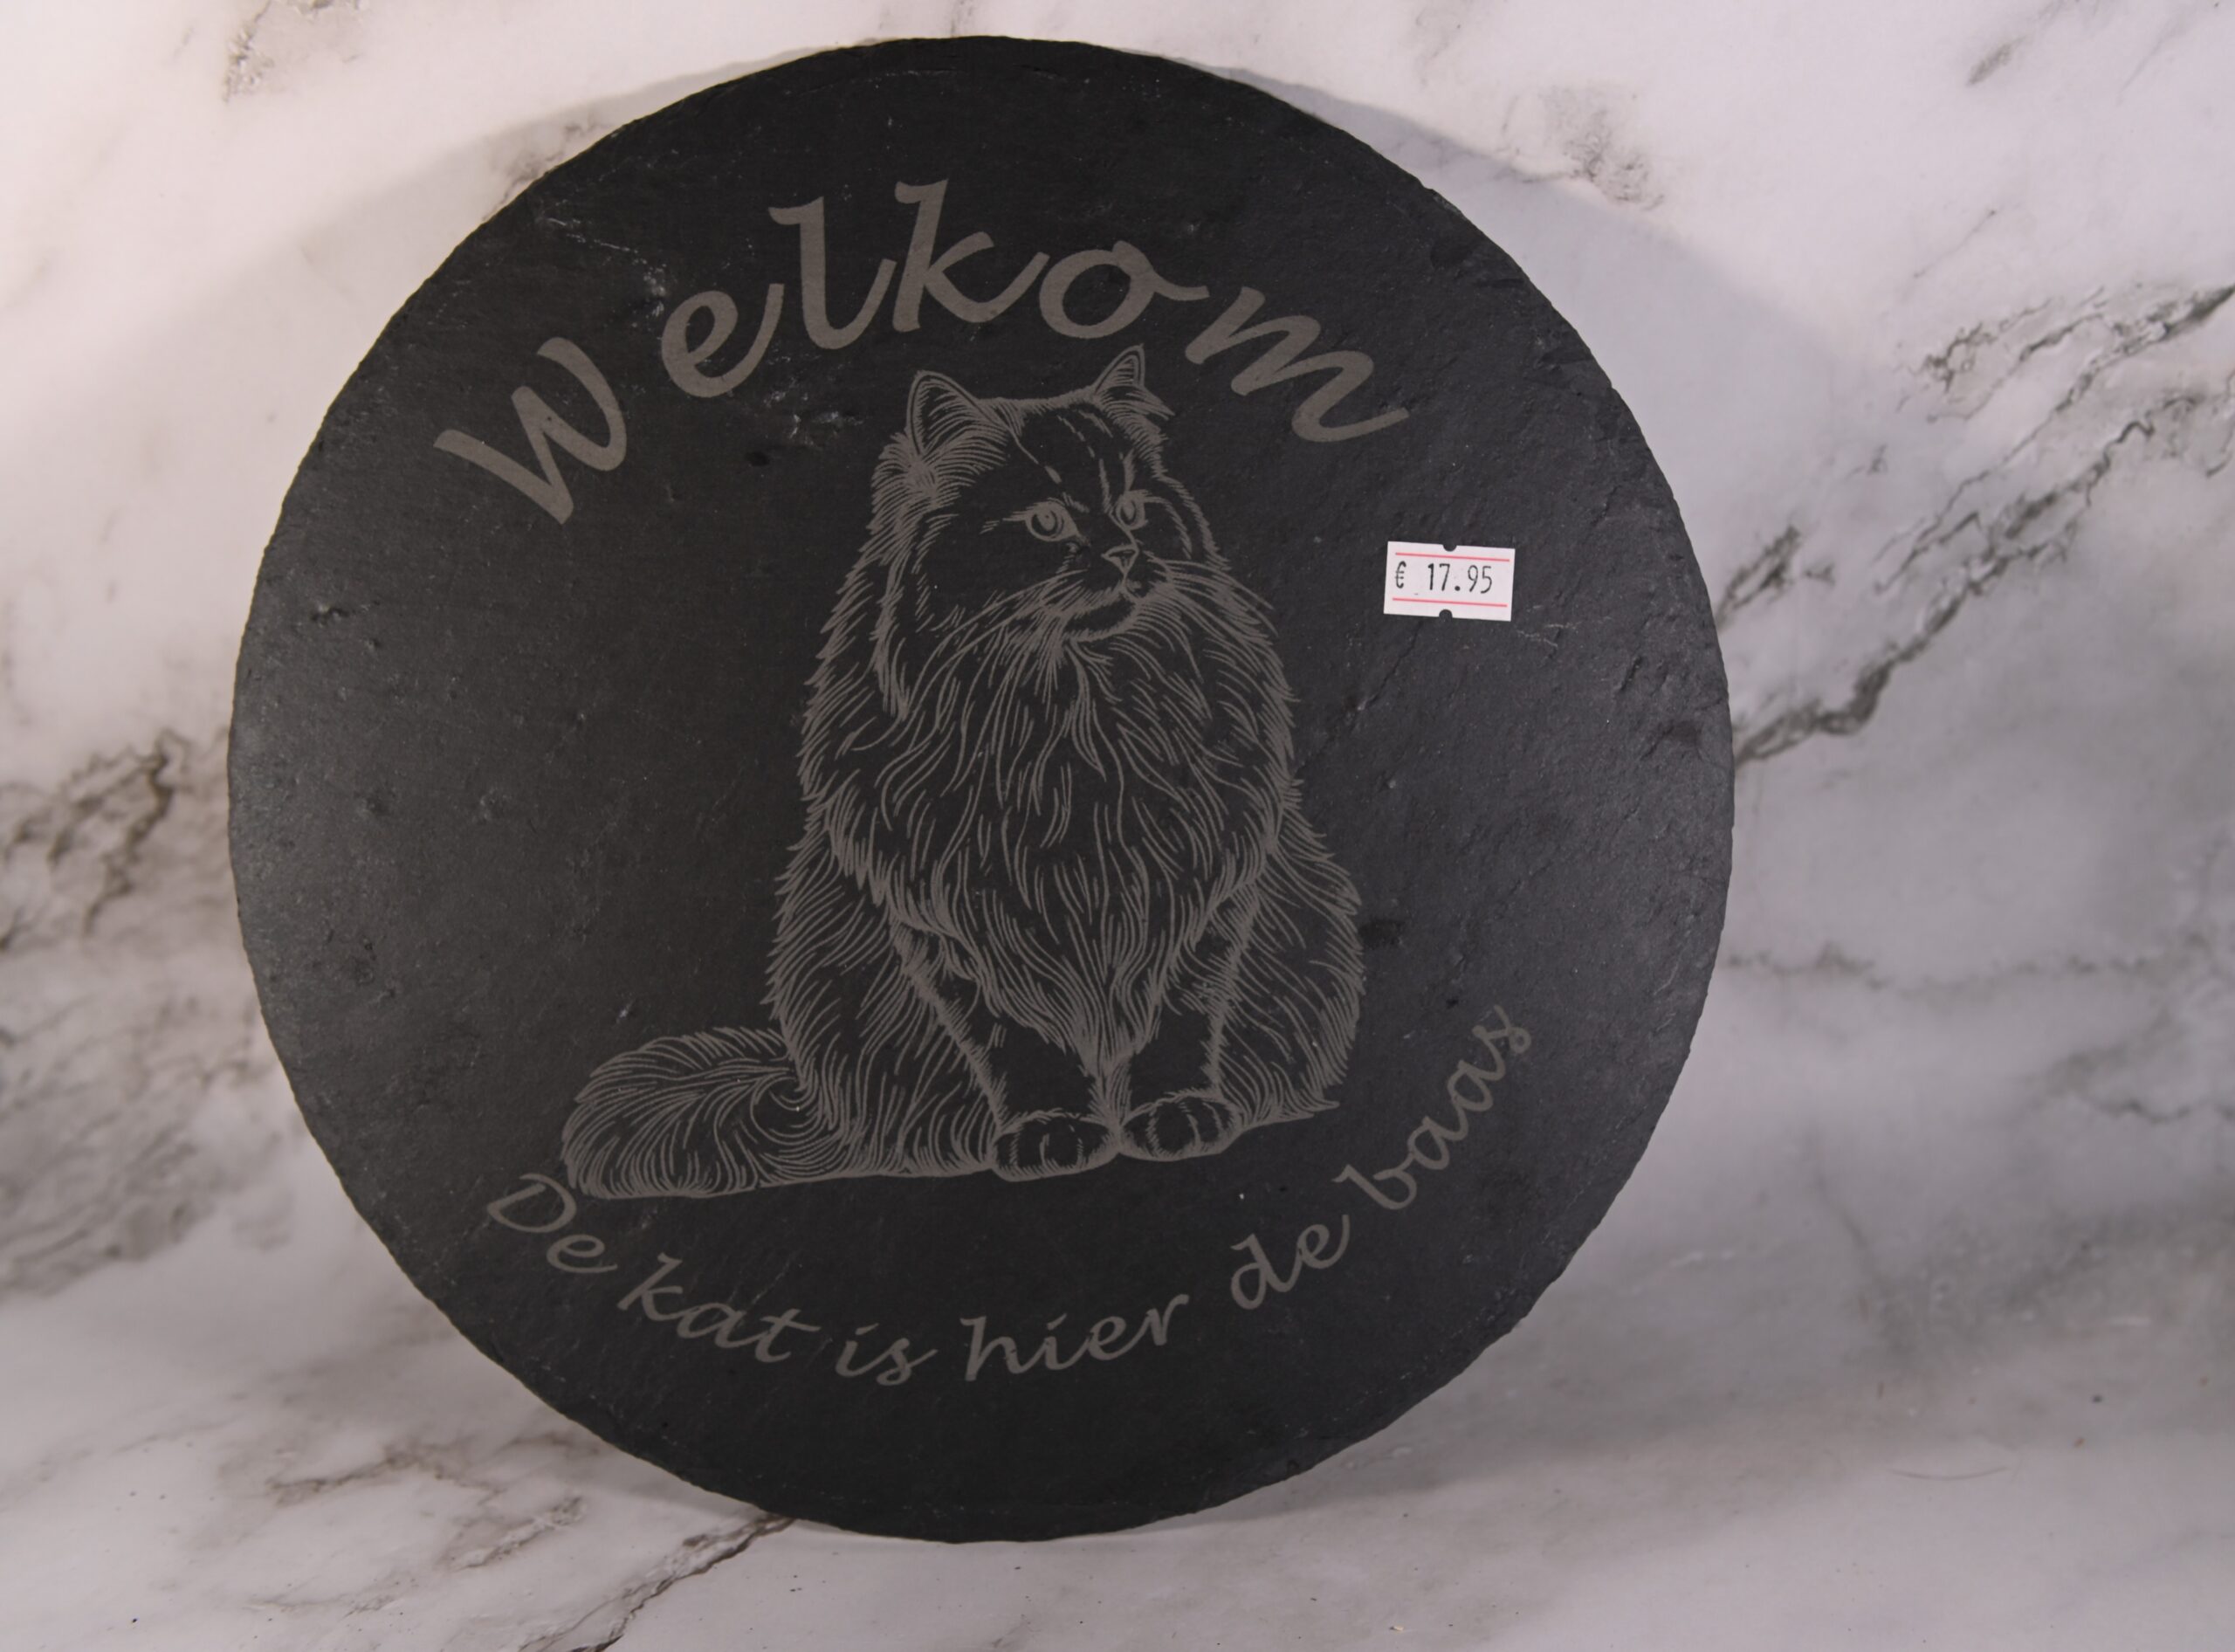 Welkom
€ 17.95
De kat is hier de baas